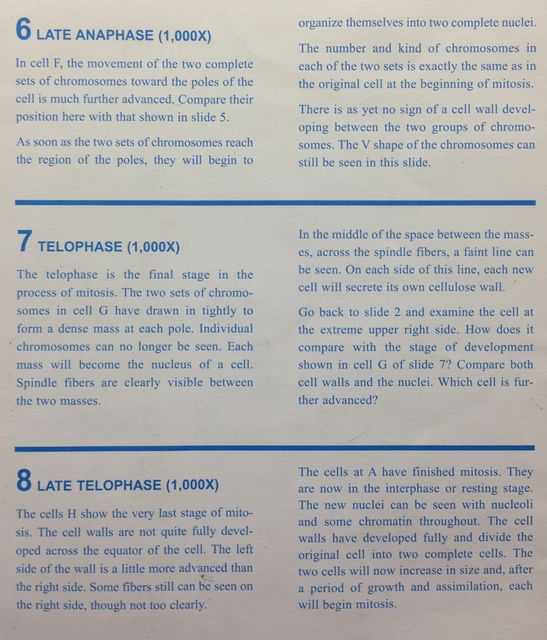 6 LATE ANAPHASE (1,000X)
In cell F, the movement of the two complete
sets of chromosomes toward the poles of the
cell is much further advanced. Compare their
position here with that shown in slide 5.
As soon as the two sets of chromosomes reach
the region of the poles, they will begin to
organize themselves into two complete nuclei.
The number and kind of chromosomes in
each of the two sets is exactly the same as in
the original cell at the beginning of mitosis.
There is as yet no sign of a cell wall devel-
oping between the two groups of chromo-
somes. The V shape of the chromosomes can
still be seen in this slide.
7 TELOPHASE (1,000X)
The telophase is the final stage in the
process of mitosis. The two sets of chromo-
somes in cell G have drawn in tightly to
form a dense mass at each pole. Individual
chromosomes can no longer be seen. Each
mass will become the nucleus of a cell.
Spindle fibers are clearly visible between
the two masses.
In the middle of the space between the mass-
es, across the spindle fibers, a faint line can
be seen. On each side of this line, each new
cell will secrete its own cellulose wall.
Go back to slide 2 and examine the cell at
the extreme upper right side. How does it
compare with the stage of development
shown in cell G of slide 7? Compare both
cell walls and the nuclei. Which cell is fur-
ther advanced?
8 LATE TELOPHASE (1,000X)
The cells H show the very last stage of mito-
sis. The cell walls are not quite fully devel-
oped across the equator of the cell. The left
side of the wall is a little more advanced than
the right side. Some fibers still can be seen on
the right side, though not too clearly.
The cells at A have finished mitosis. They
are now in the interphase or resting stage.
The new nuclei can be seen with nucleoli
and some chromatin throughout. The cell
walls have developed fully and divide the
original cell into two complete cells. The
two cells will now increase in size and, after
a period of growth and assimilation, each
will begin mitosis.